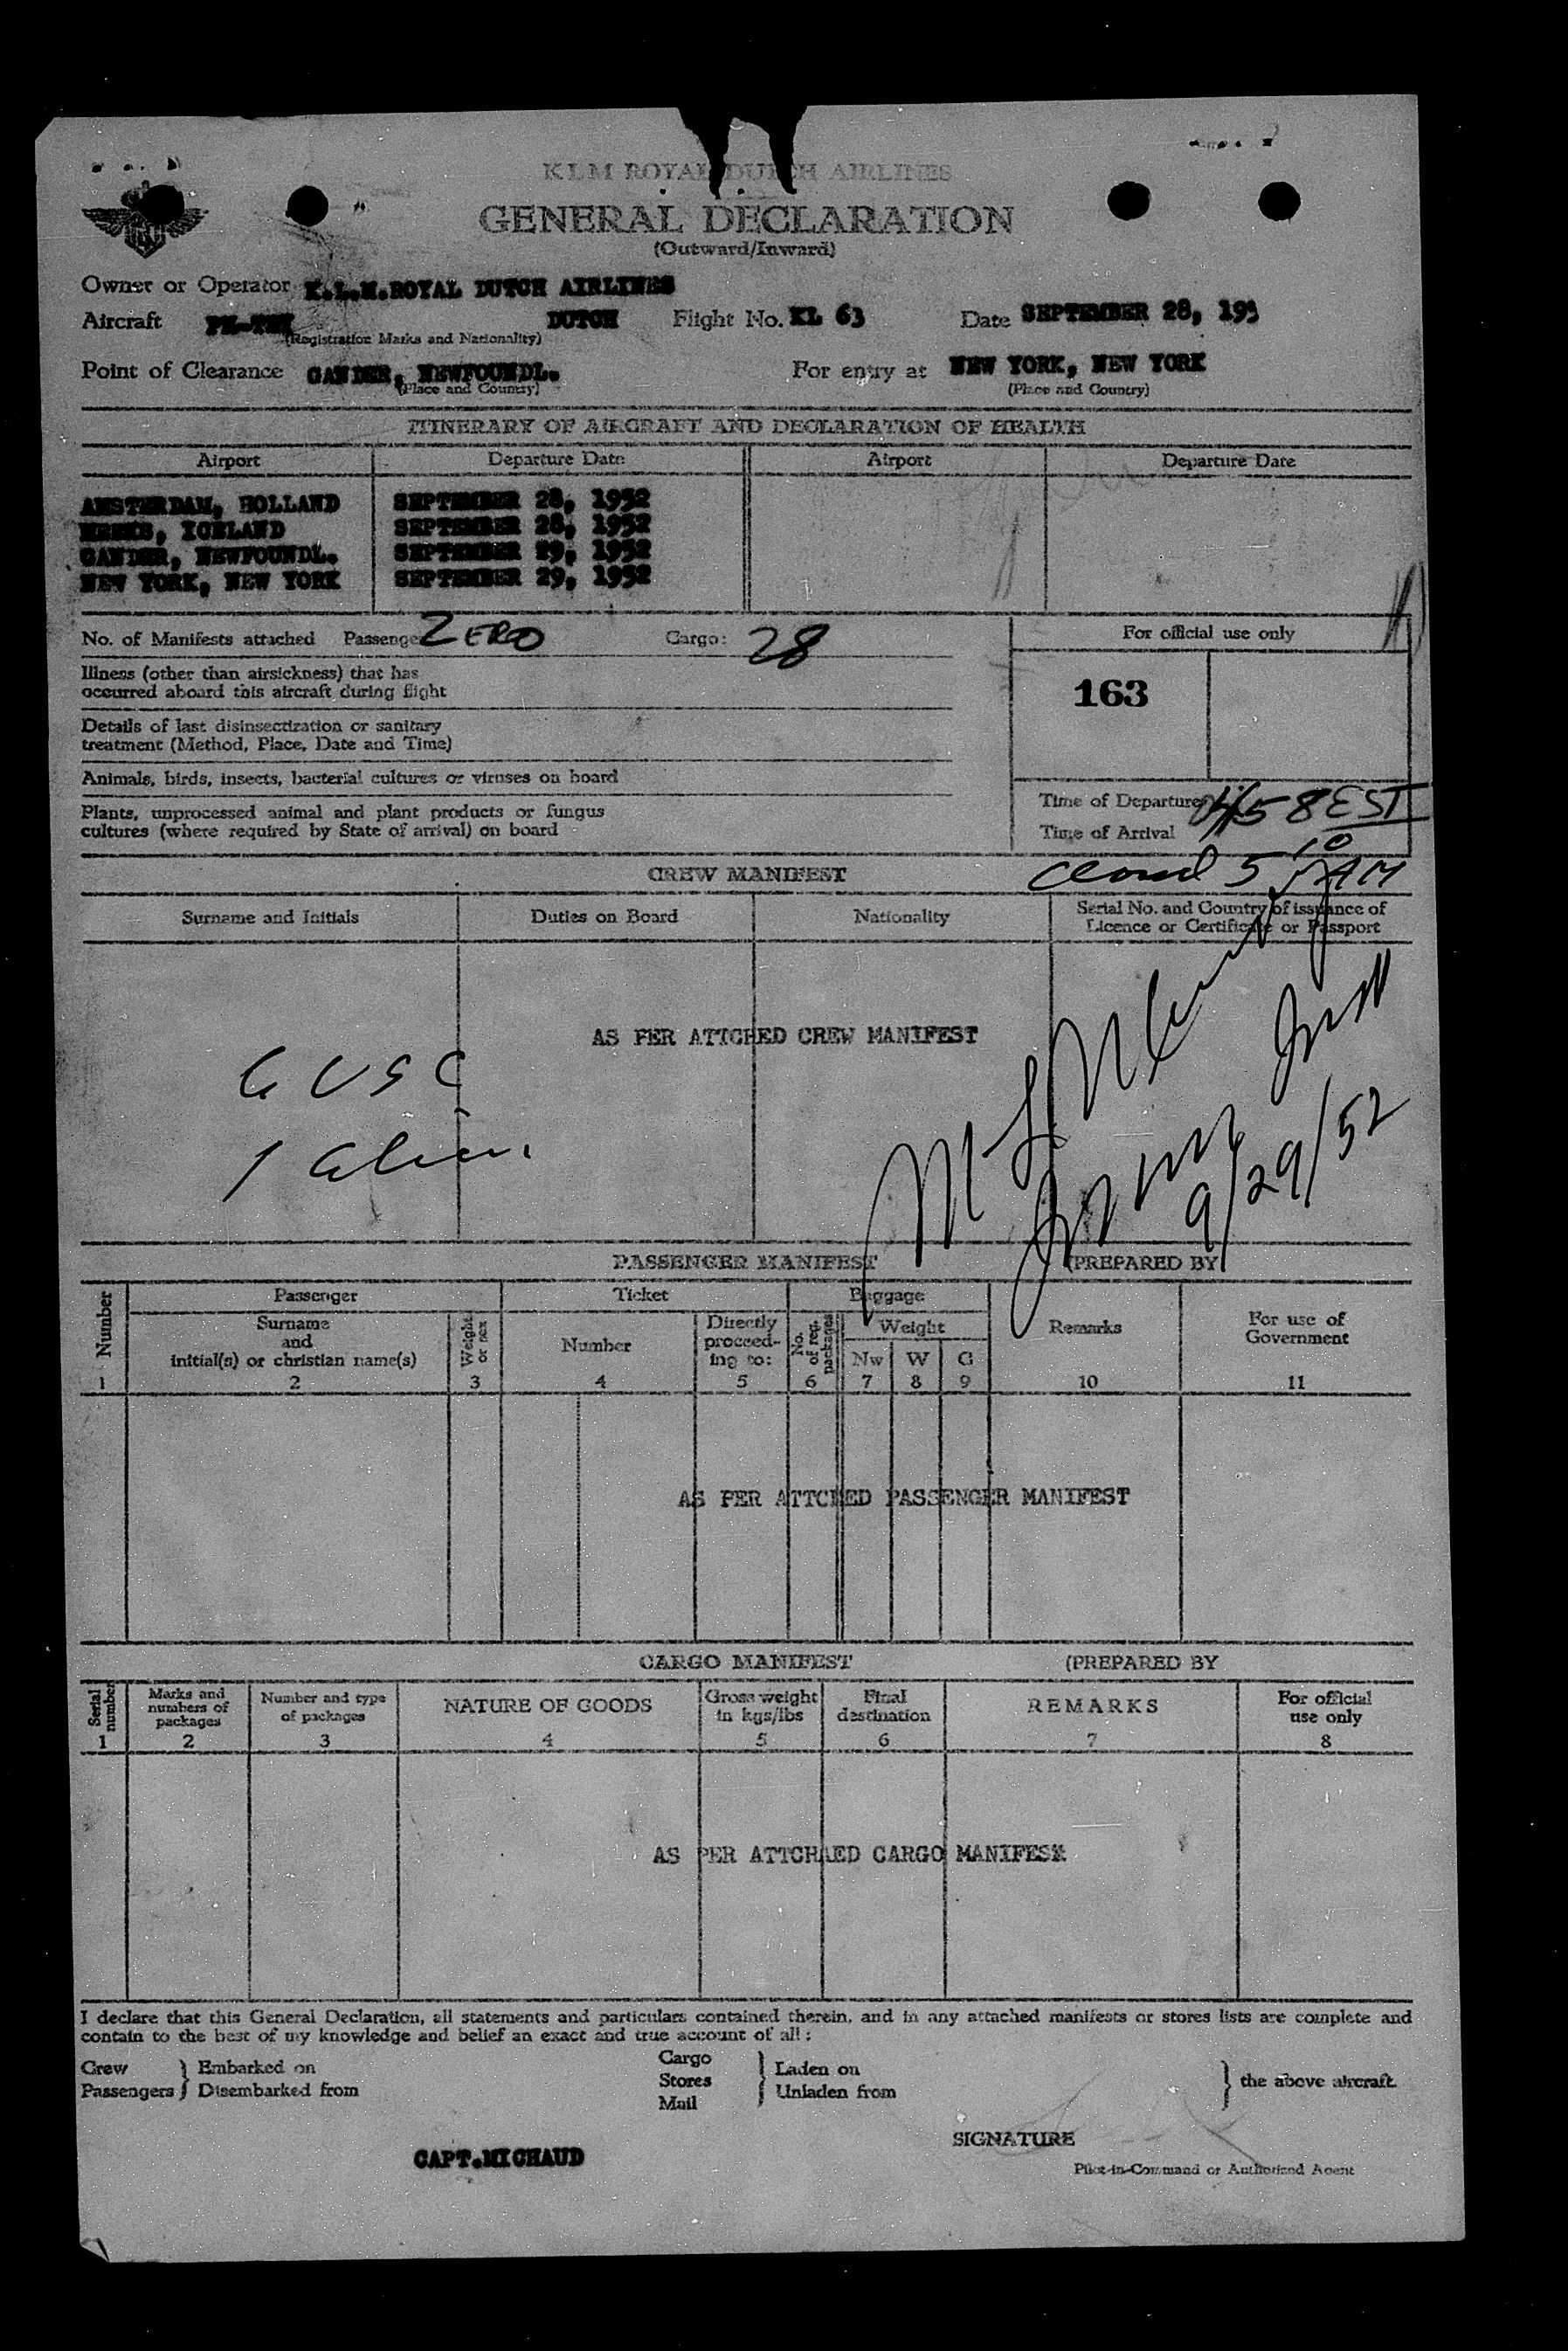 KLM ROYAL DUTCH AIRLINES
GENERAL DECLARATION
(Outward/Inward)
Owner or Operator K.L.M.ROYAL DUTCH AIRLINES
Aircraft DUTCH Flight No. KL 63 Date SEPTEMBER 28, 195
(Registration Marks and Nationality)
Point of Clearance GANDER, NEWFOUNDL. For entry at NEW YORK, NEW YORK
(Place and Country) (Place and Country)
ITINERARY OF AIRCRAFT AND DECLARATION OF HEALTH
Airport Departure Date Airport Departure Date
AMSTERDAM, HOLLAND SEPTEMBER 28, 1952
MEEKS, ICELAND SEPTEMBER 28, 1952
GANDER, NEWFOUNDL. SEPTEMBER 29, 1952
NEW YORK, NEW YORK SEPTEMBER 29, 1952
No. of Manifests attached Passenger ZERO Cargo: 28 For official use only
Illness (other than airsickness) that has
occurred aboard this aircraft during flight
163
Details of last disinsectization or sanitary
treatment (Method, Place, Date and Time)
Animals, birds, insects, bacterial cultures or viruses on board
Plants, unprocessed animal and plant products or fungus
cultures (where required by State of arrival) on board
Time of Departure 58 EST
Time of Arrival
CREW MANIFEST 5 10 AM
Surname and Initials Duties on Board Nationality Serial No. and Country of issuance of
Licence or Certificate or Passport
AS PER ATTCHED CREW MANIFEST
6 USC
1 Alien
9/29/52
PASSENGER MANIFEST (PREPARED BY
Number Passenger Ticket Baggage Remarks For use of
Government
Surname
and
initial(s) or christian name(s)
Weight
or sex
Number
Directly
proceed-
ing to:
No.
of reg.
packages
Weight
Nw W G
1 2 3 4 5 6 7 8 9 10 11
AS PER ATTCHED PASSENGER MANIFEST
CARGO MANIFEST (PREPARED BY
Serial
number
Marks and
numbers of
packages
Number and type
of packages
NATURE OF GOODS
Gross weight
in kgs/lbs
Final
destination
REMARKS
For official
use only
1 2 3 4 5 6 7 8
AS PER ATTCHAED CARGO MANIFEST
I declare that this General Declaration, all statements and particulars contained therein, and in any attached manifests or stores lists are complete and
contain to the best of my knowledge and belief an exact and true account of all:
Crew
Passengers
Embarked on
Disembarked from
Cargo
Stores
Mail
Laden on
Unladen from
the above aircraft.
SIGNATURE
CAPT.MICHAUD
Pilot-in-Command or Authorized Agent